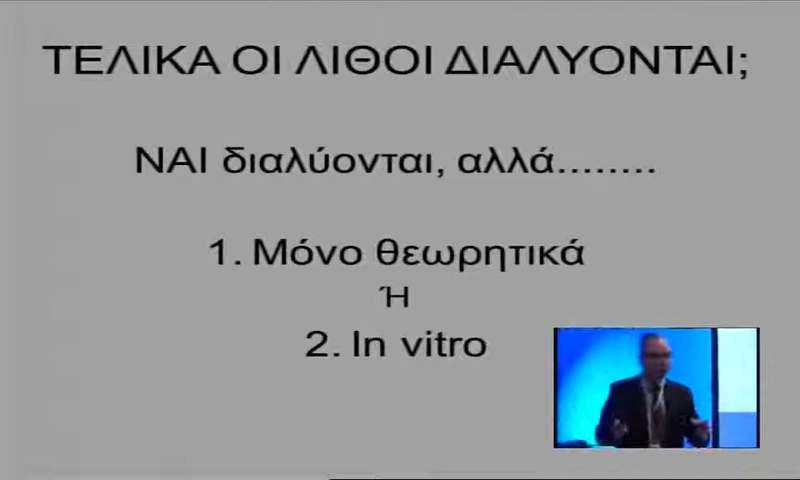 ΤΕΛΙΚΑ ΟΙ ΛΙΘΟΙ ΔΙΑΛΥΟΝΤΑΙ;
ΝΑΙ διαλύονται, αλλά........
1. Μόνο θεωρητικά
Ή
2. In vitro